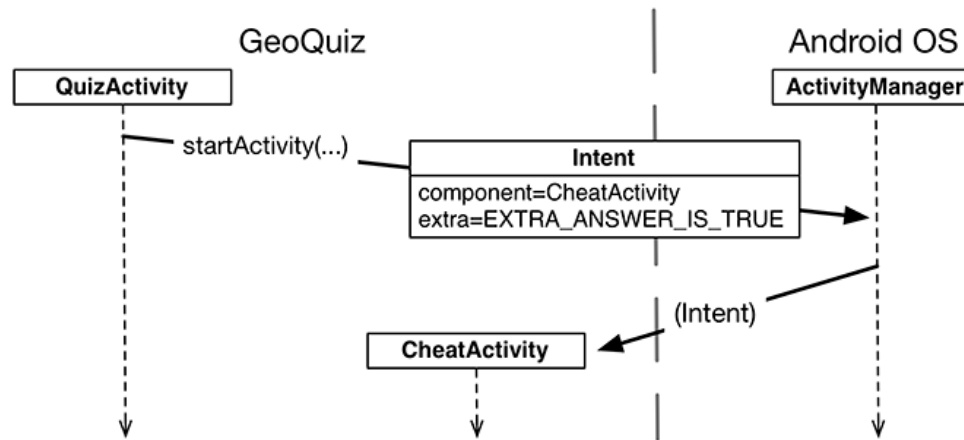 GeoQuiz
Android OS
QuizActivity
ActivityManager
startActivity(...)
Intent
component=CheatActivity
extra=EXTRA_ANSWER_IS_TRUE
(Intent)
CheatActivity